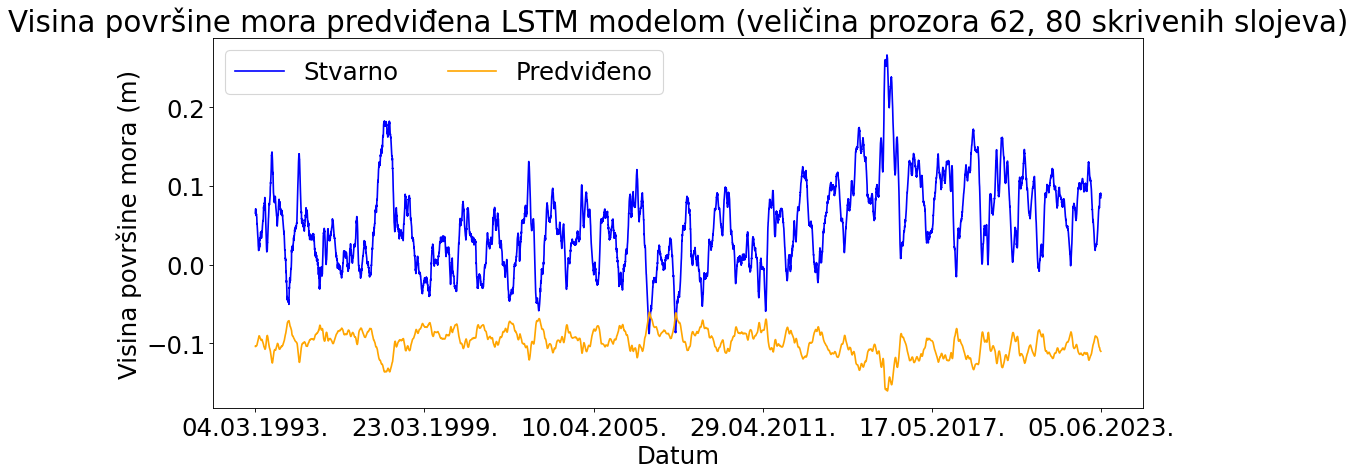 Visina površine mora predviđena LSTM modelom (veličina prozora 62, 80 skrivenih slojeva)
Stvarno Predviđeno
Visina površine mora (m)
0.2
0.1
0.0
−0.1
04.03.1993. 23.03.1999. 10.04.2005. 29.04.2011. 17.05.2017. 05.06.2023.
Datum